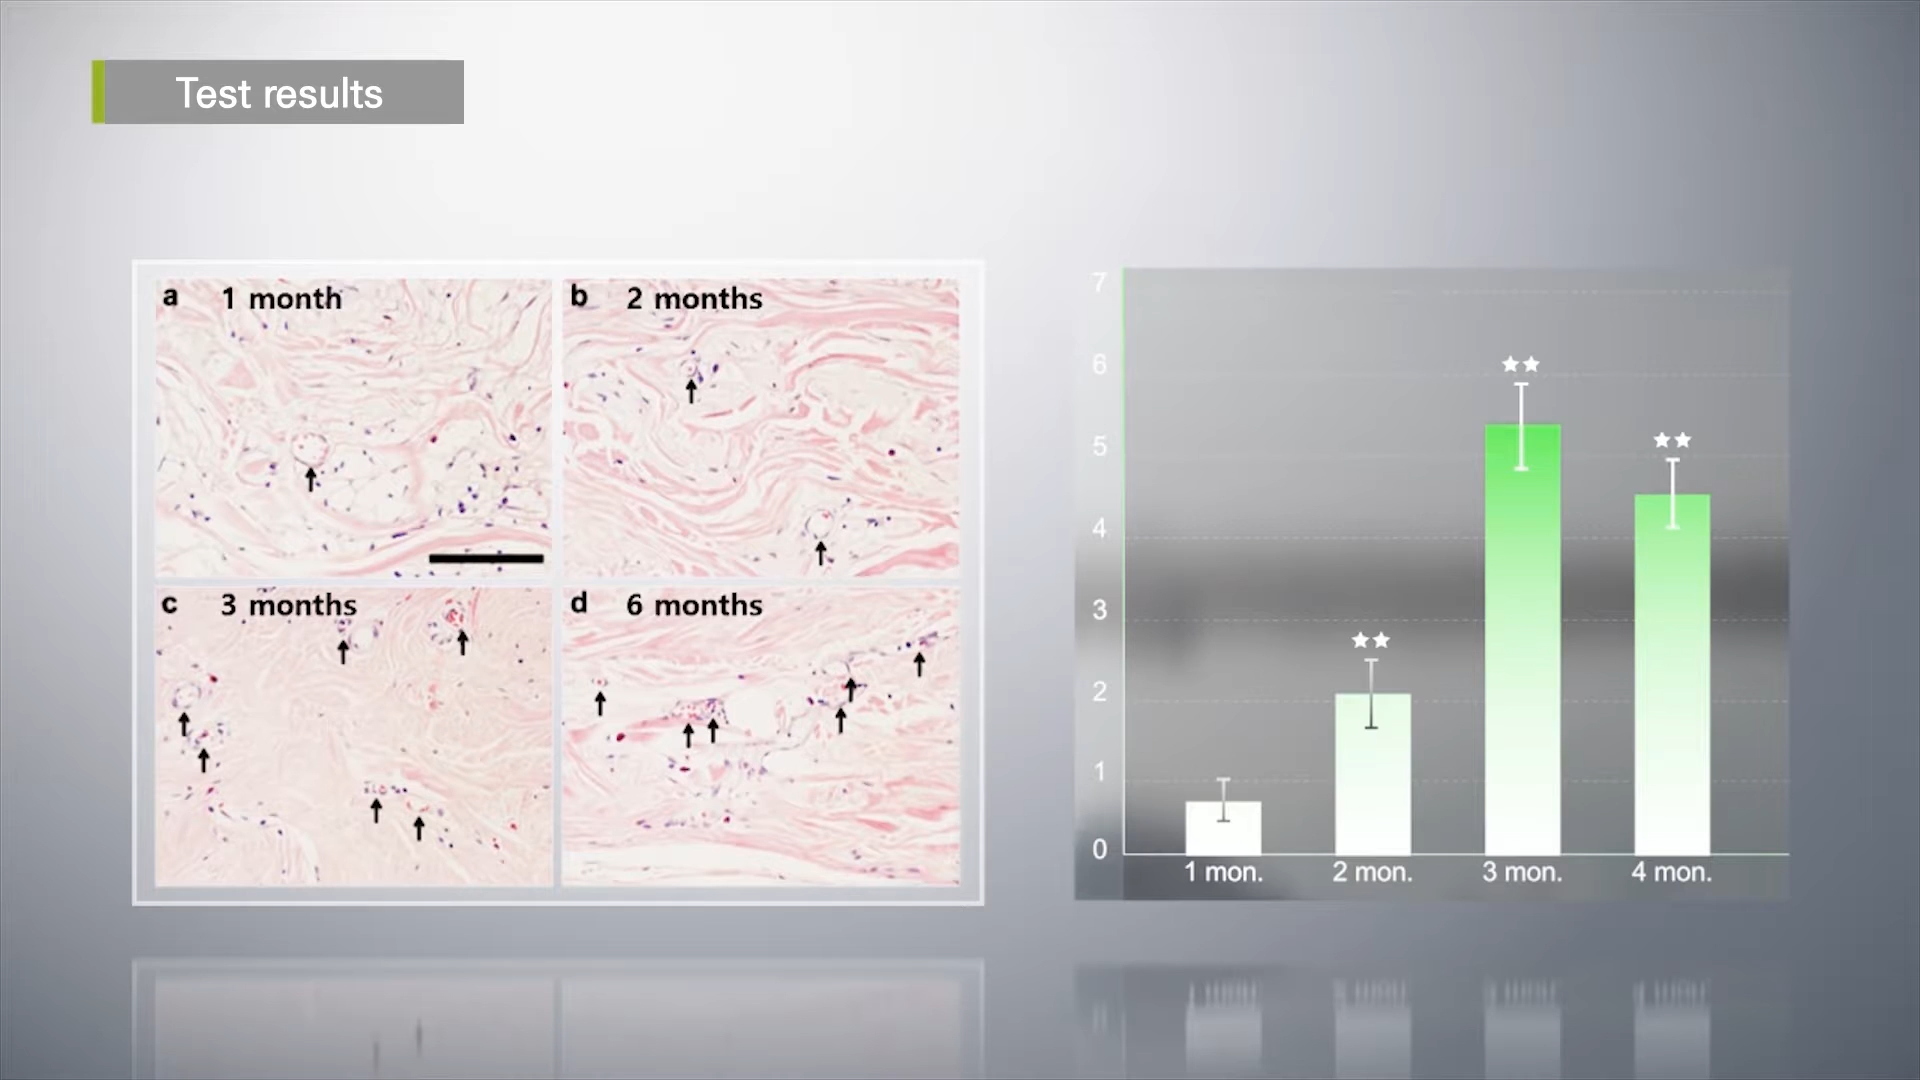 Test results
a 1 month
b 2 months
c 3 months
d 6 months
7
6
5
4
3
2
1
0
1 mon. 2 mon. 3 mon. 4 mon.